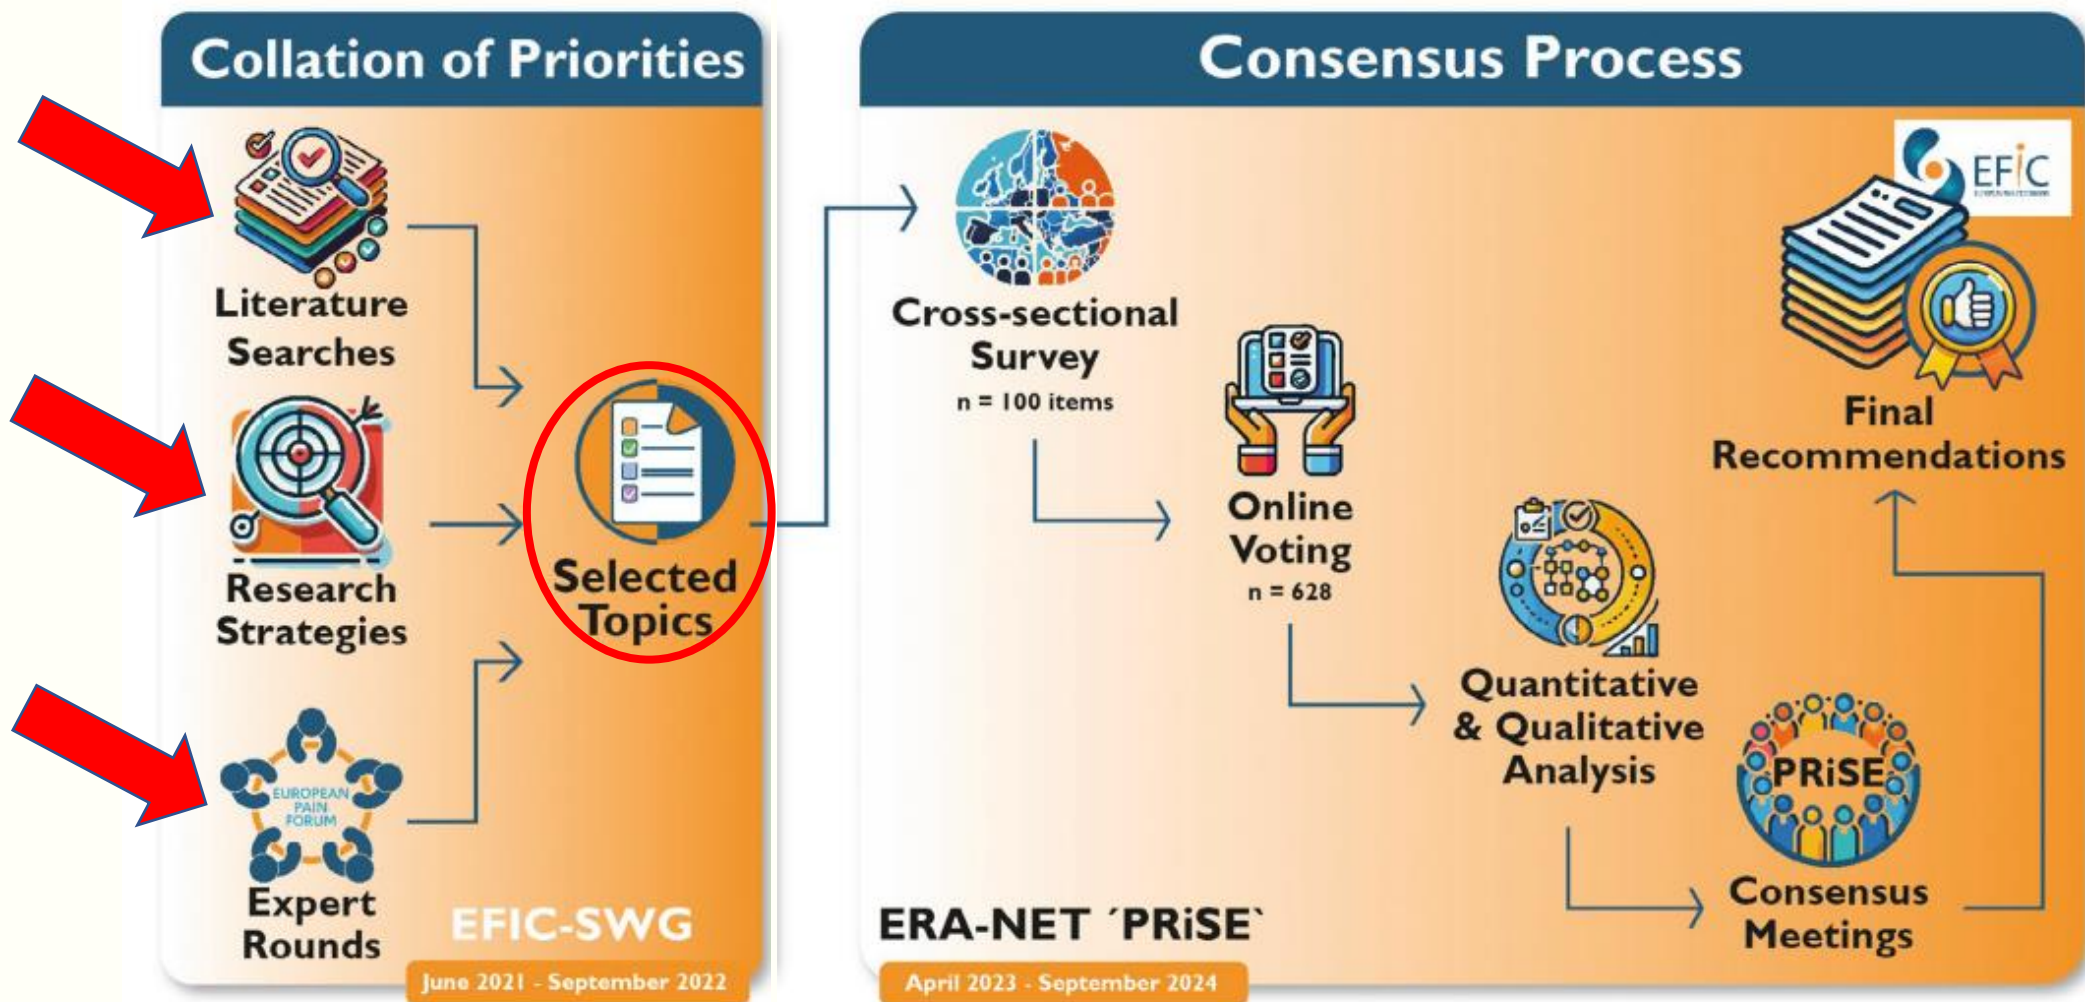 Collation of Priorities
Literature
Searches
Research
Strategies
EUROPEAN
PAIN
FORUM
Expert
Rounds
Selected
Topics
EFIC-SWG
June 2021 - September 2022
Consensus Process
Cross-sectional
Survey
n = 100 items
Online
Voting
n = 628
Quantitative
& Qualitative
Analysis
PRiSE
Consensus
Meetings
EFiC
Final
Recommendations
ERA-NET ´PRiSE`
April 2023 - September 2024